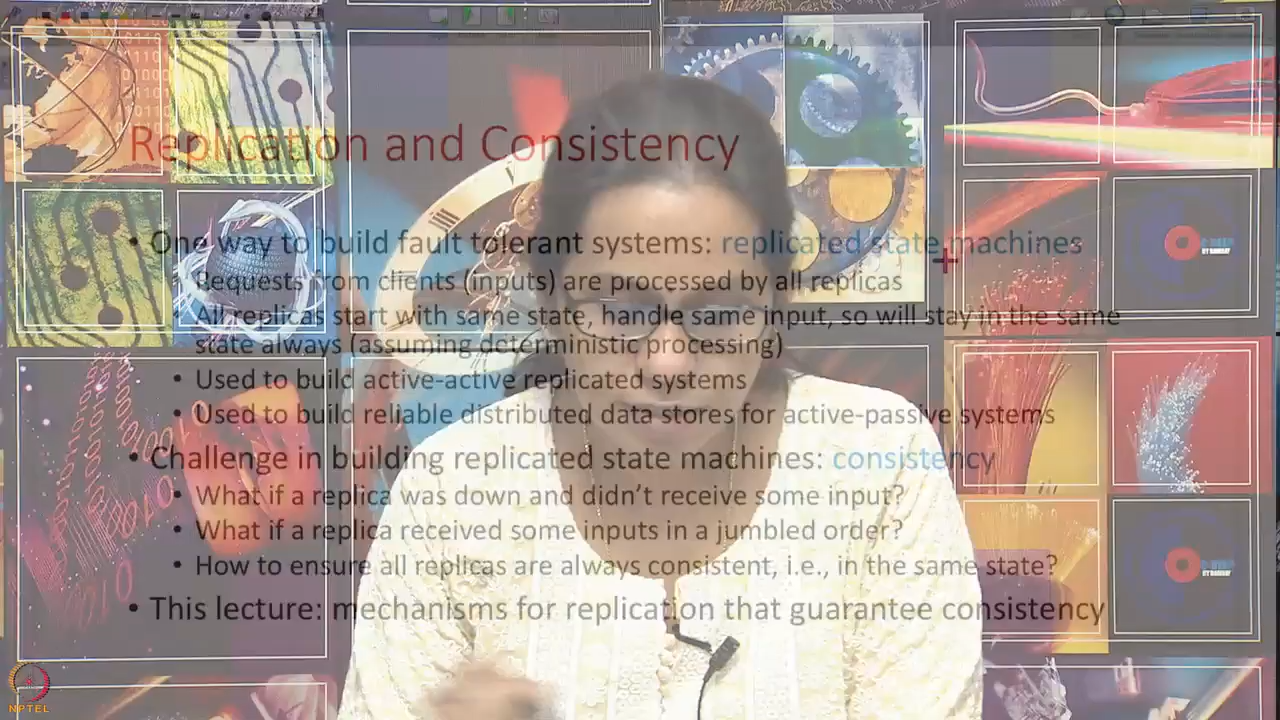 Replication and Consistency
• One way to build fault tolerant systems: replicated state machines
• Requests from clients (inputs) are processed by all replicas
• All replicas start with same state, handle same input, so will stay in the same
state always (assuming deterministic processing)
• Used to build active-active replicated systems
• Used to build reliable distributed data stores for active-passive systems
• Challenge in building replicated state machines: consistency
• What if a replica was down and didn't receive some input?
• What if a replica received some inputs in a jumbled order?
• How to ensure all replicas are always consistent, i.e., in the same state?
• This lecture: mechanisms for replication that guarantee consistency
NPTEL